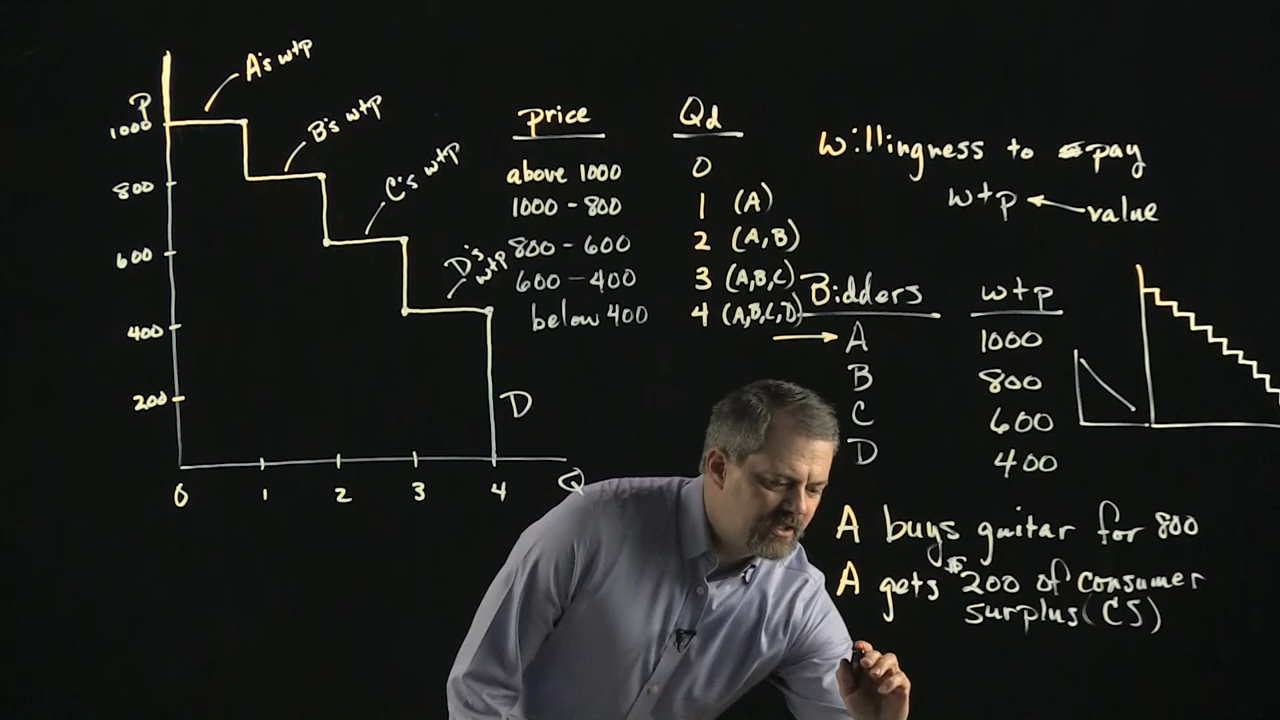 P
1000
800
600
400
200
0 1 2 3 4 Q
A's wtp
B's wtp
C's wtp
D's wtp
D
price Qd
above 1000 0
1000 - 800 1 (A)
800 - 600 2 (A,B)
600 - 400 3 (A,B,C)
below 400 4 (A,B,C,D)
Willingness to pay
wtp ← value
Bidders wtp
A 1000
B 800
C 600
D 400
A buys guitar for 800
A gets $200 of consumer
surplus (CS)